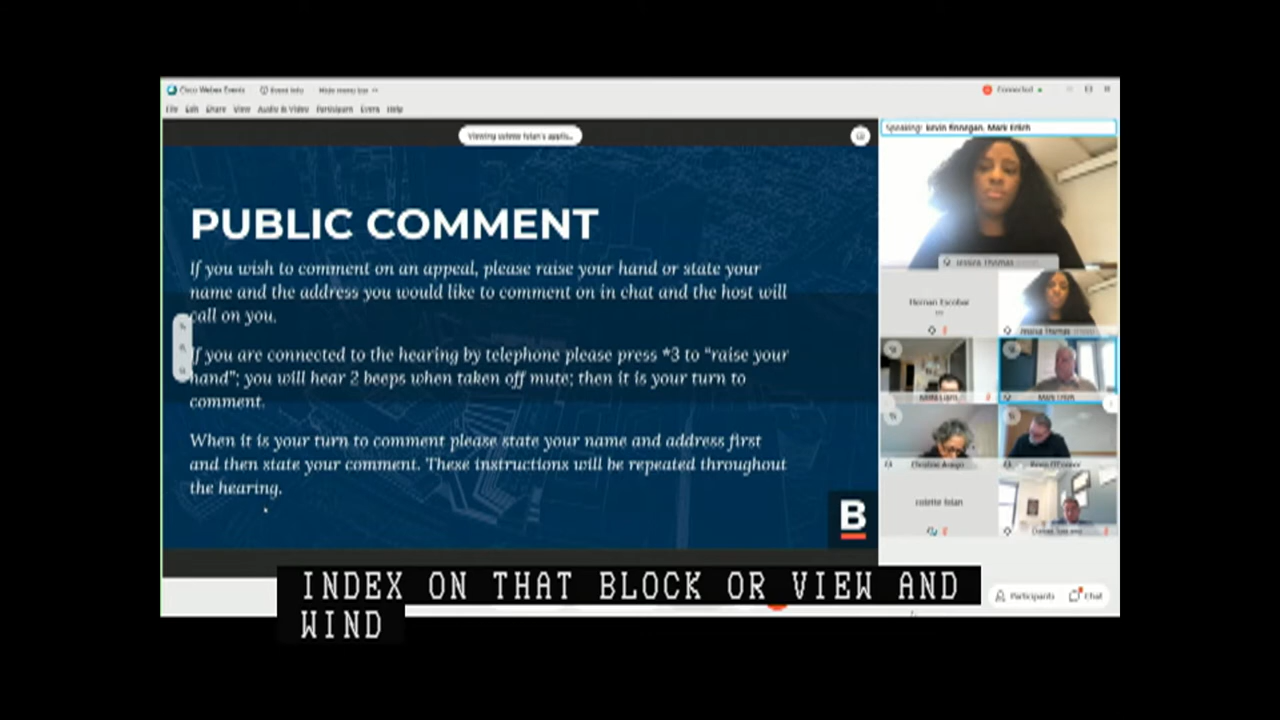 Cisco Webex Events Event Info Hide menu bar
Connected
File Edit Share View Audio & Video Participant Event Help
Speaking: kevin finnegan, Mark Erlich
PUBLIC COMMENT
If you wish to comment on an appeal, please raise your hand or state your
name and the address you would like to comment on in chat and the host will
call on you.
If you are connected to the hearing by telephone please press *3 to “raise your
hand”; you will hear 2 beeps when taken off mute; then it is your turn to
comment.
When it is your turn to comment please state your name and address first
and then state your comment. These instructions will be repeated throughout
the hearing.
B
Jessica Thomas
Hernan Escobar
Jessica Thomas
Mark Erlich
Christine Araujo
INDEX ON THAT BLOCK OR VIEW AND
WIND
Participants Chat